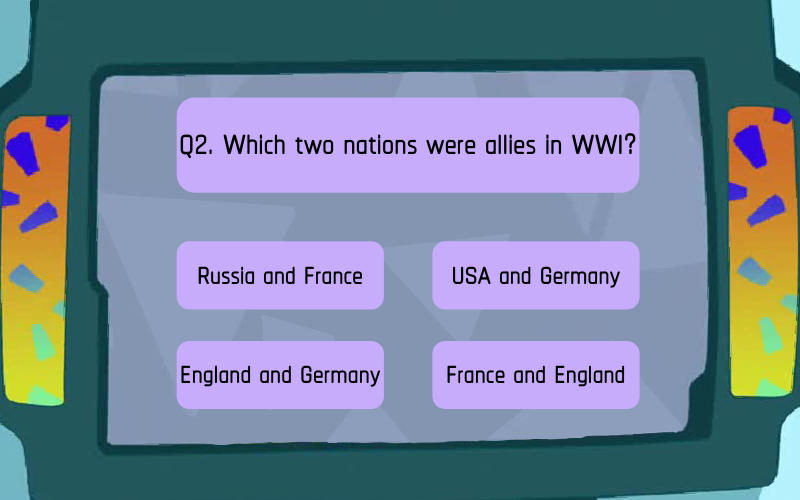 Q2. Which two nations were allies in WWI?
Russia and France
USA and Germany
England and Germany
France and England